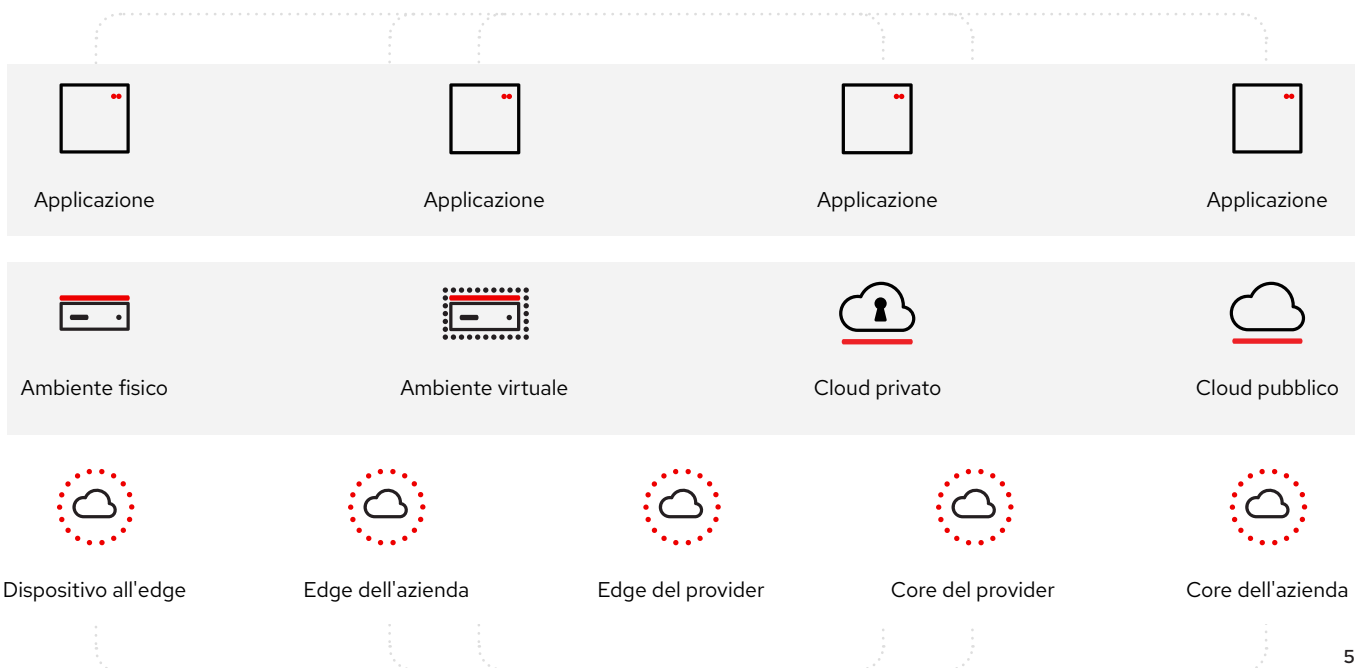 Applicazione
Applicazione
Applicazione
Applicazione
Ambiente fisico
Ambiente virtuale
Cloud privato
Cloud pubblico
Dispositivo all'edge
Edge dell'azienda
Edge del provider
Core del provider
Core dell'azienda
5